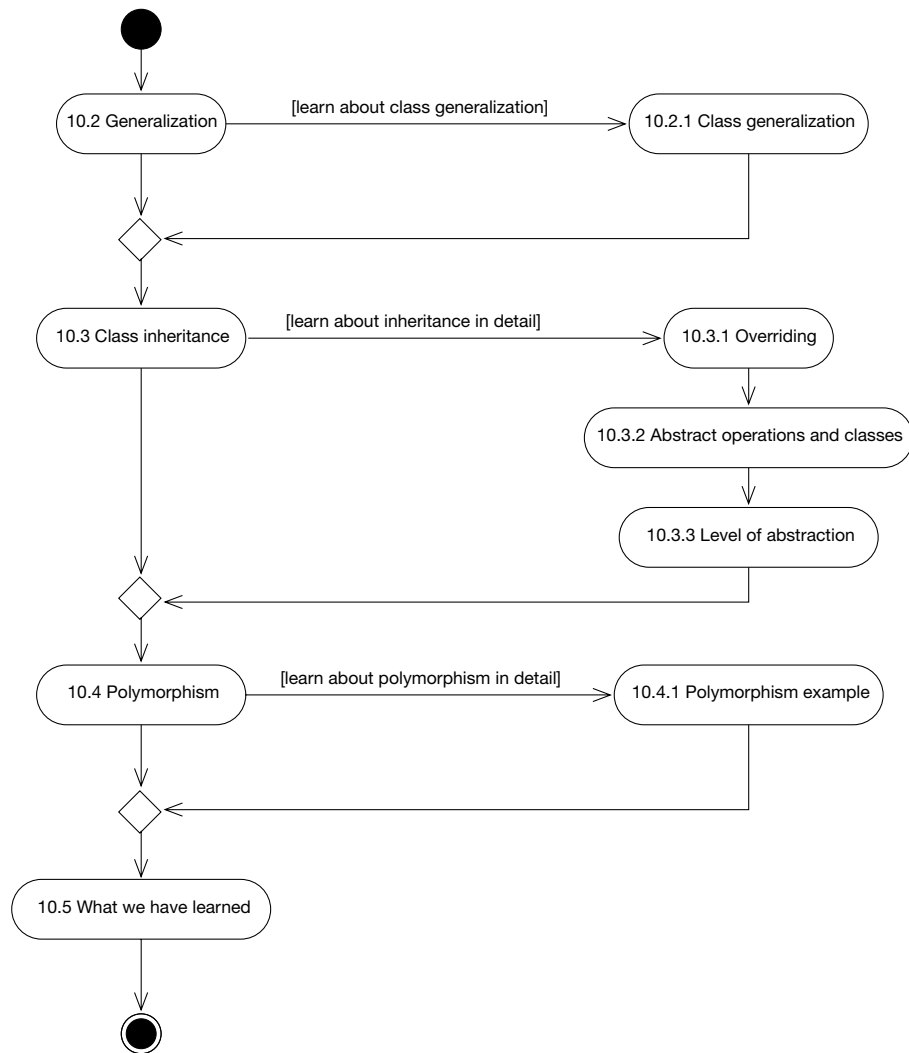 10.2 Generalization
[learn about class generalization]
10.2.1 Class generalization
10.3 Class inheritance
[learn about inheritance in detail]
10.3.1 Overriding
10.3.2 Abstract operations and classes
10.3.3 Level of abstraction
10.4 Polymorphism
[learn about polymorphism in detail]
10.4.1 Polymorphism example
10.5 What we have learned